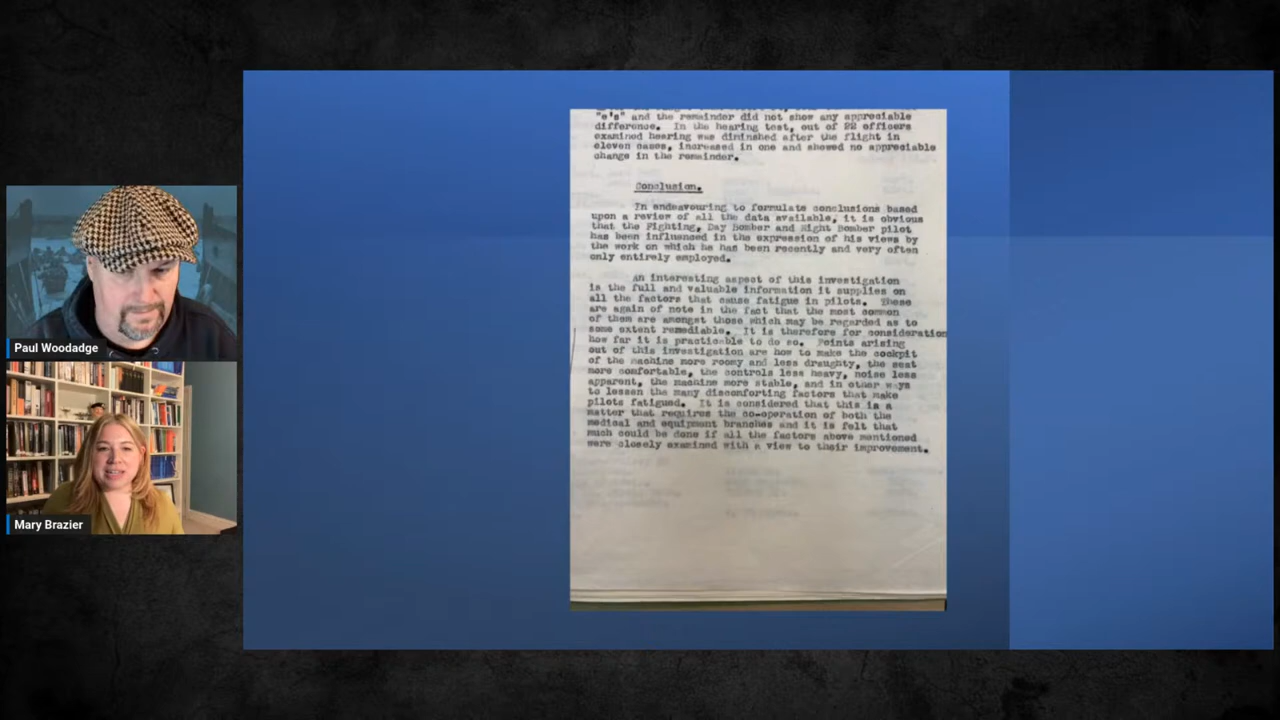 Paul Woodadge
Mary Brazier
"e's" and the remainder did not show any appreciable
difference. In the hearing test, out of 22 officers
examined hearing was diminished after the flight in
eleven cases, increased in one and shewed no appreciable
change in the remainder.
Conclusion.
In endeavouring to formulate conclusions based
upon a review of all the data available, it is obvious
that the Fighting, Day Bomber and Night Bomber pilot
has been influenced in the expression of his views by
the work on which he has been recently and very often
only entirely employed.
An interesting aspect of this investigation
is the full and valuable information it supplies on
all the factors that cause fatigue in pilots. These
are again of note in the fact that the most common
of them are amongst those which may be regarded as to
some extent remediable. It is therefore for consideration
how far it is practicable to do so. Points arising
out of this investigation are how to make the cockpit
of the machine more roomy and less draughty, the seat
more comfortable, the controls less heavy, noise less
apparent, the machine more stable, and in other ways
to lessen the many discomforting factors that make
pilots fatigued. It is considered that this is a
matter that requires the co-operation of both the
medical and equipment branches and it is felt that
much could be done if all the factors above mentioned
were closely examined with a view to their improvement.